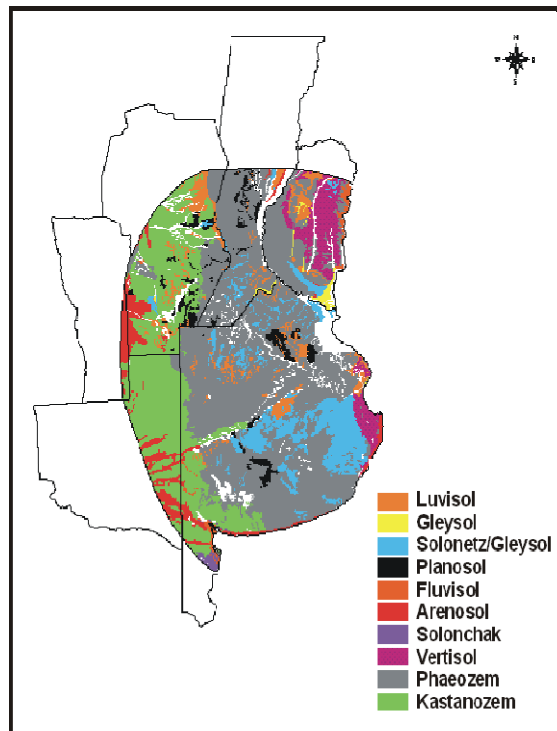 N
S
Luvisol
Gleysol
Solonetz/Gleysol
Planosol
Fluvisol
Arenosol
Solonchak
Vertisol
Phaeozem
Kastanozem